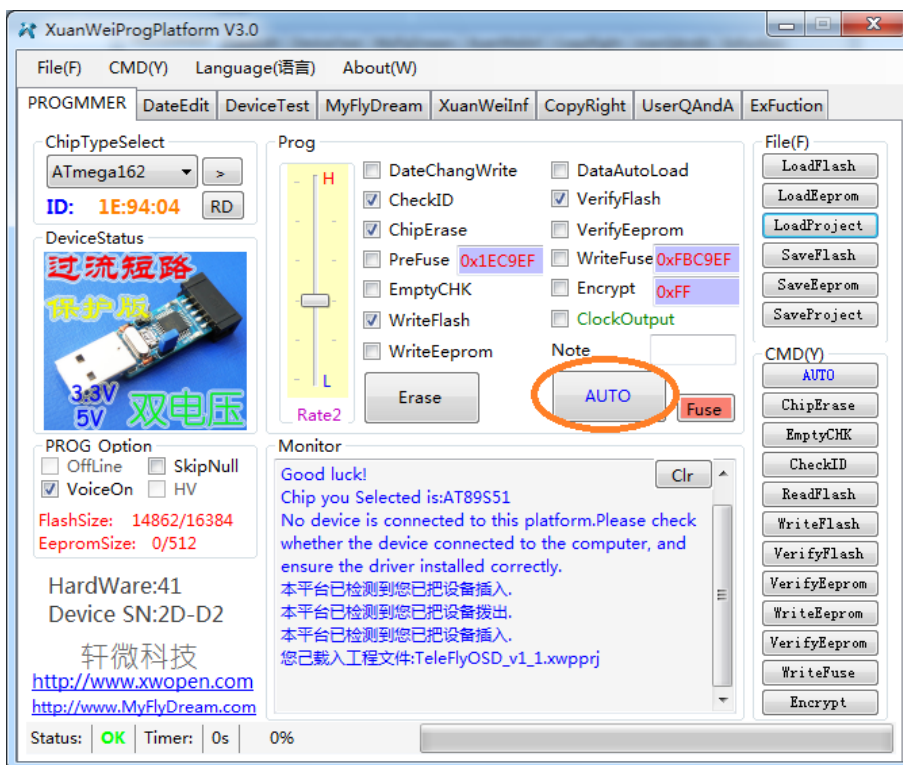 XuanWeiProgPlatform V3.0
File(F) CMD(Y) Language(语言) About(W)
PROGMMER DateEdit DeviceTest MyFlyDream XuanWeiInf CopyRight UserQAndA ExFuction
ChipTypeSelect
ATmega162 >
ID: 1E:94:04 RD
DeviceStatus
过流短路
保护版
3.3V
5V 双电压
PROG Option
OffLine SkipNull
VoiceOn HV
FlashSize: 14862/16384
EepromSize: 0/512
HardWare:41
Device SN:2D-D2
轩微科技
http://www.xwopen.com
http://www.MyFlyDream.com
Prog
H
L
Rate2
DateChangWrite DataAutoLoad
CheckID VerifyFlash
ChipErase VerifyEeprom
PreFuse 0x1EC9EF WriteFuse 0xFBC9EF
EmptyCHK Encrypt 0xFF
WriteFlash ClockOutput
WriteEeprom Note
Erase AUTO Fuse
Monitor
Clr
Good luck!
Chip you Selected is:AT89S51
No device is connected to this platform.Please check
whether the device connected to the computer, and
ensure the driver installed correctly.
本平台已检测到您已把设备插入.
本平台已检测到您已把设备拨出.
本平台已检测到您已把设备插入.
您已载入工程文件:TeleFlyOSD_v1_1.xwpprj
File(F)
LoadFlash
LoadEeprom
LoadProject
SaveFlash
SaveEeprom
SaveProject
CMD(Y)
AUTO
ChipErase
EmptyCHK
CheckID
ReadFlash
WriteFlash
VerifyFlash
VerifyEeprom
WriteEeprom
VerifyEeprom
WriteFuse
Encrypt
Status: OK Timer: 0s 0%